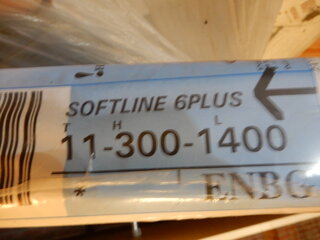 SOFTLINE 6PLUS
T H L
11-300-1400
* ENBG